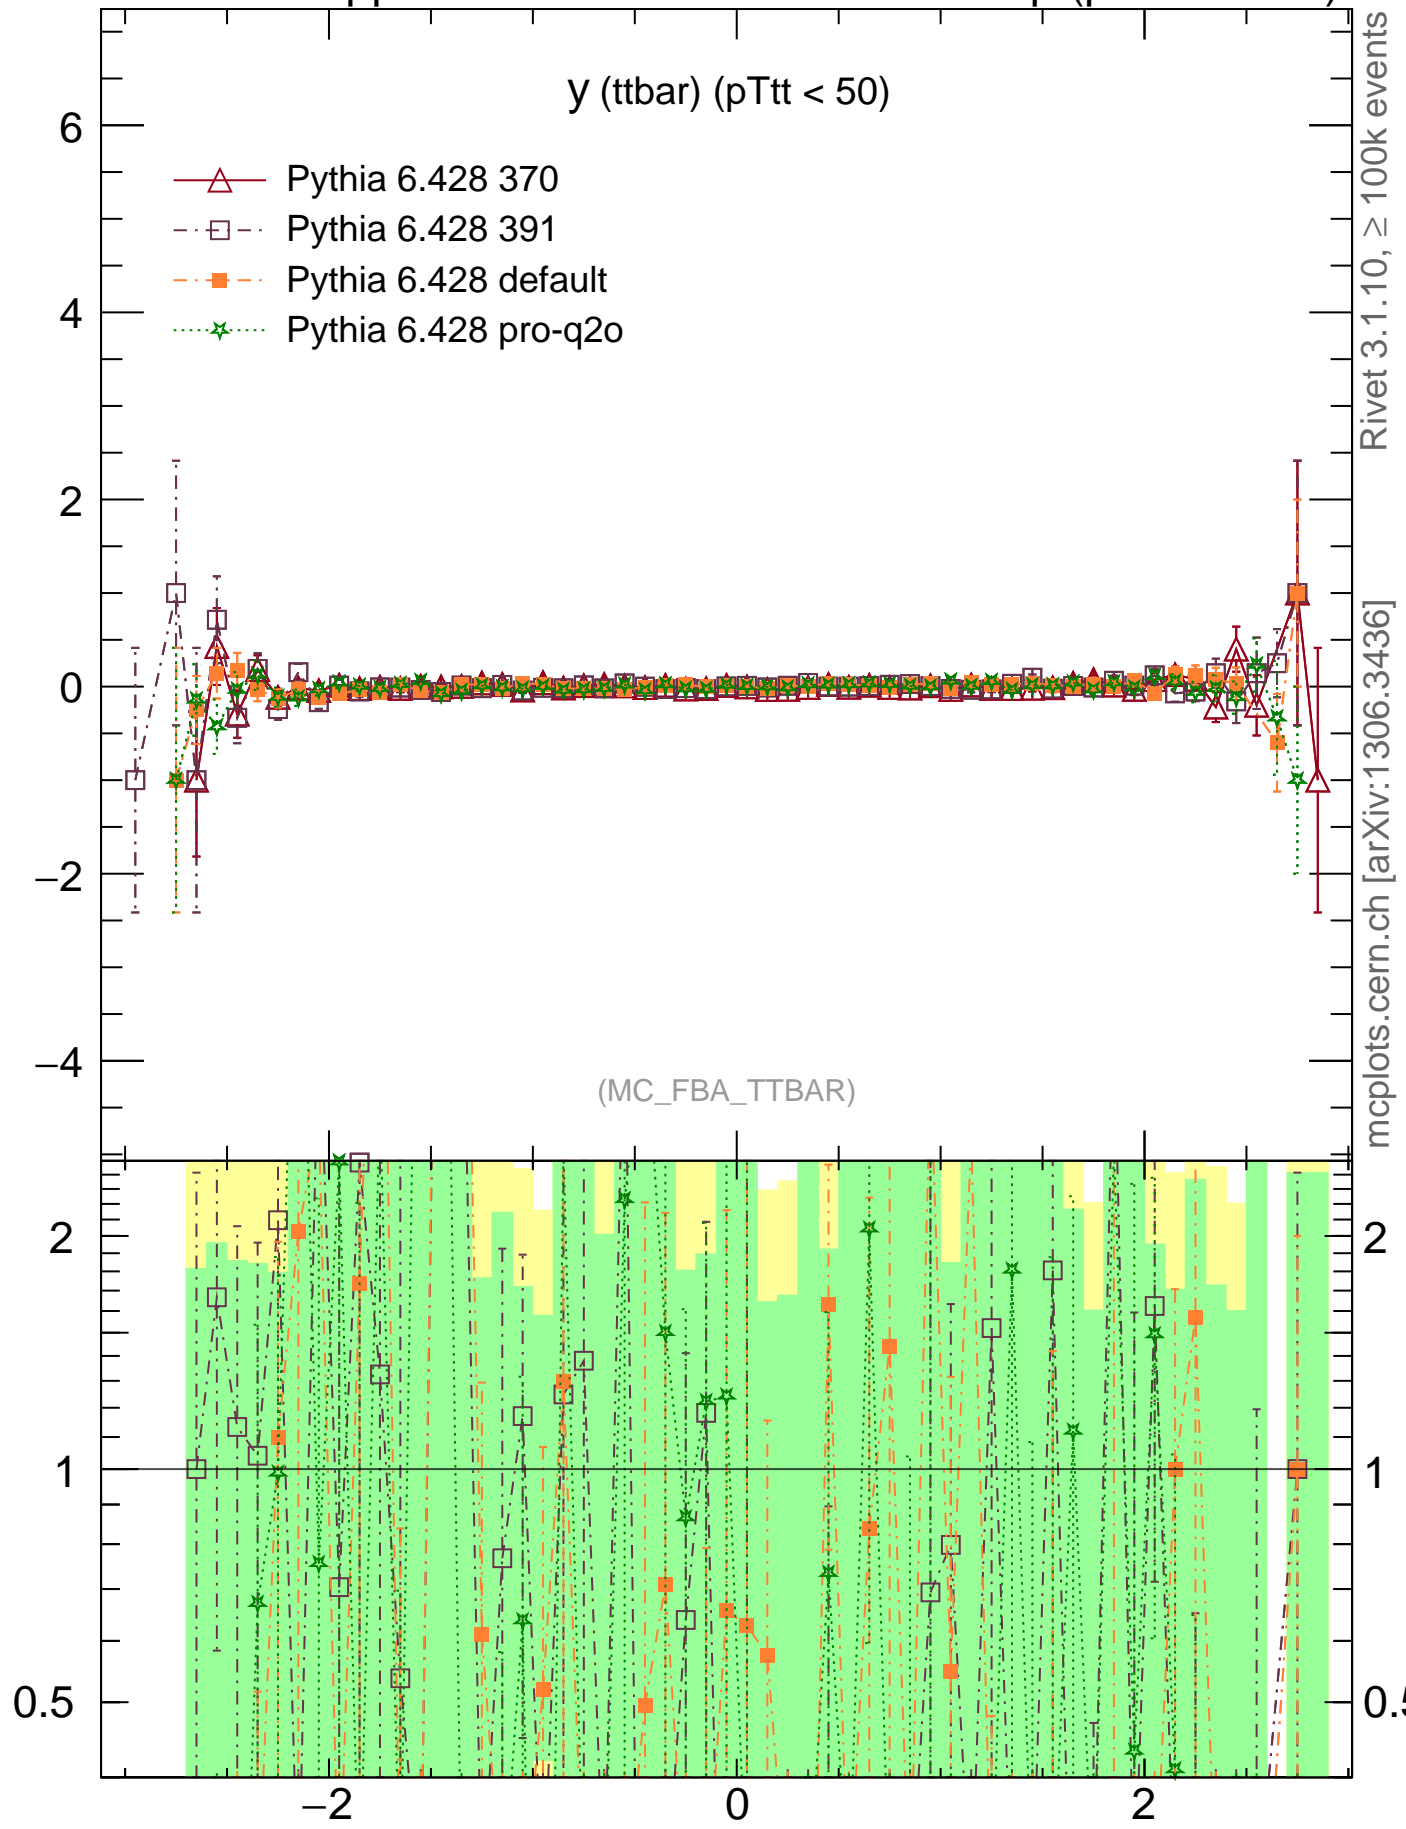 y (ttbar) (pTtt < 50)
Pythia 6.428 370
Pythia 6.428 391
Pythia 6.428 default
Pythia 6.428 pro-q2o
6
4
2
0
−2
−4
(MC_FBA_TTBAR)
Rivet 3.1.10, ≥ 100k events
mcplots.cern.ch [arXiv:1306.3436]
2
1
0.5
2
1
−2
0
2